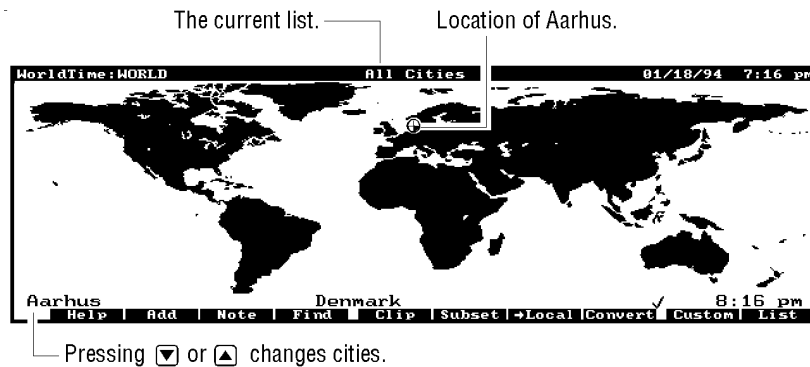 The current list. Location of Aarhus.
WorldTime:WORLD All Cities 01/18/94 7:16 pm
Aarhus Denmark ✓ 8:16 pm
Help Add Note Find Clip Subset →Local Convert Custom List
Pressing ▼ or ▲ changes cities.